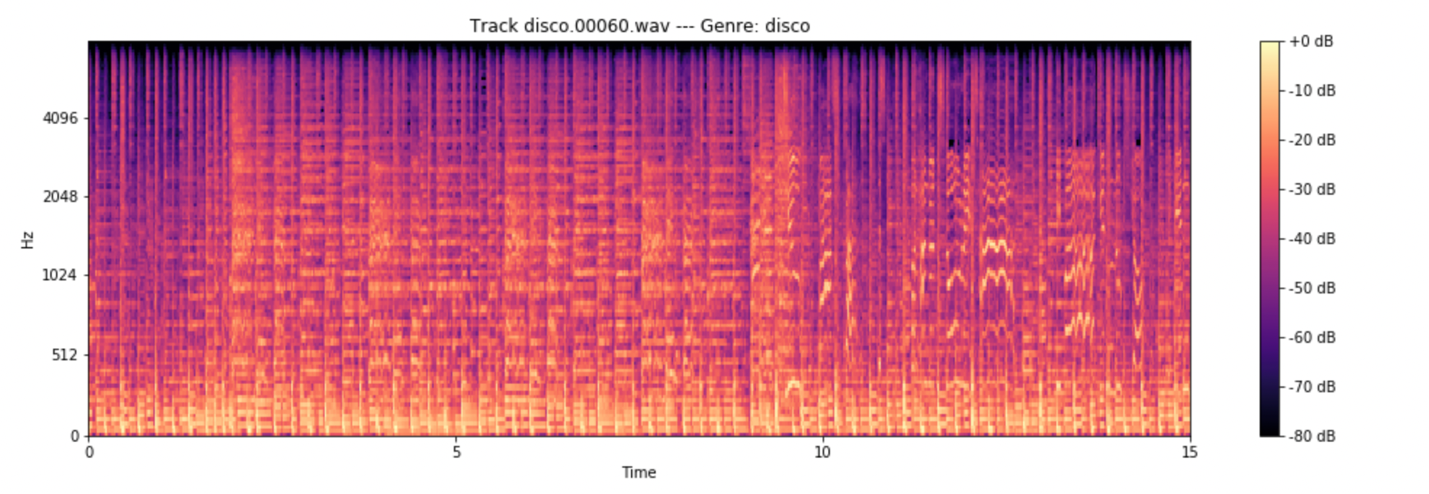 Track disco.00060.wav --- Genre: disco
+0 dB
4096
-10 dB
-20 dB
2048
-30 dB
Hz
-40 dB
1024
-50 dB
512
-60 dB
-70 dB
0
-80 dB
0 5 10 15
Time